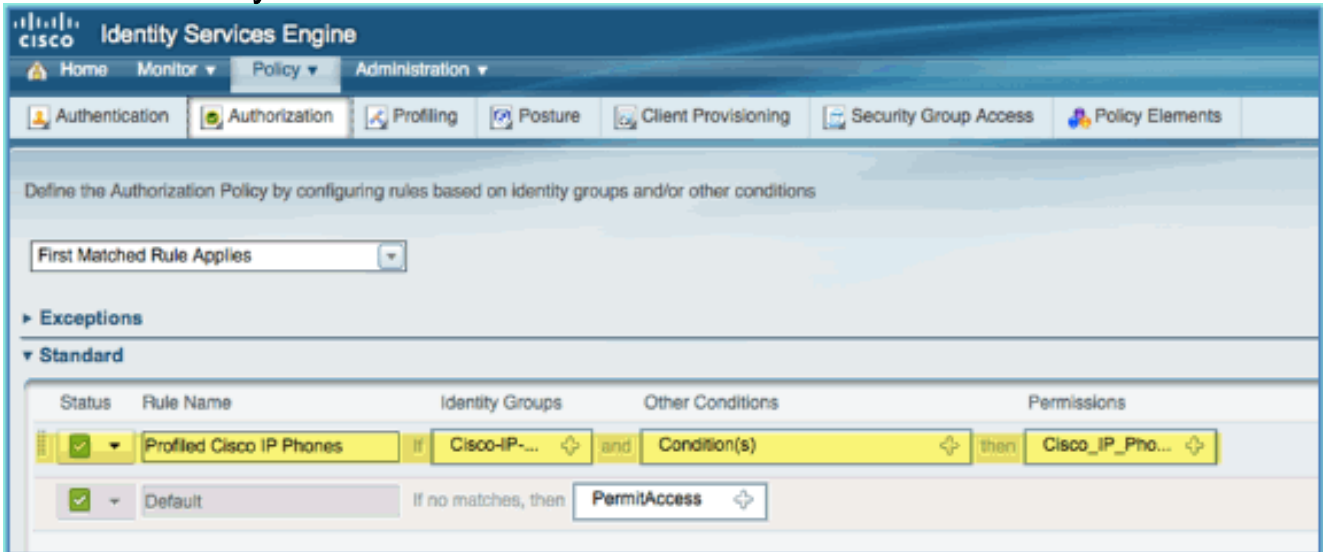 CISCO Identity Services Engine
Home Monitor Policy Administration
Authentication Authorization Profiling Posture Client Provisioning Security Group Access Policy Elements
Define the Authorization Policy by configuring rules based on identity groups and/or other conditions
First Matched Rule Applies
Exceptions
Standard
Status Rule Name Identity Groups Other Conditions Permissions
Profiled Cisco IP Phones If Cisco-IP-... and Condition(s) then Cisco_IP_Pho...
Default If no matches, then PermitAccess